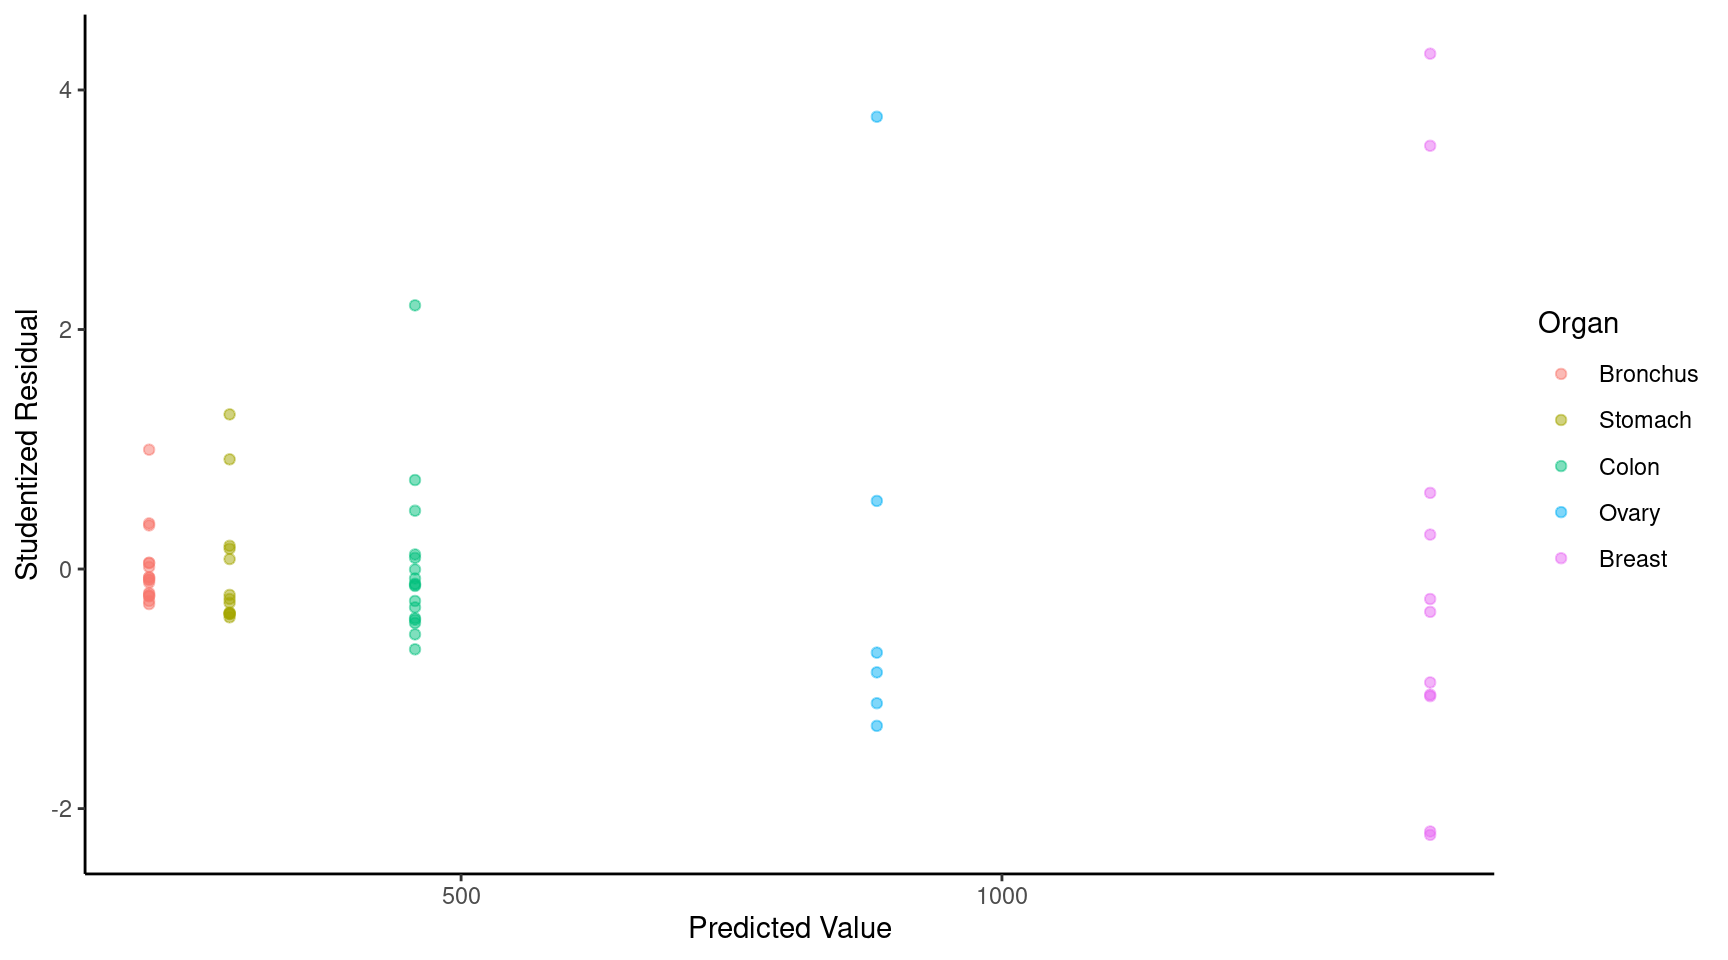 4
2
0
-2
Studentized Residual
500
1000
Predicted Value
Organ
Bronchus
Stomach
Colon
Ovary
Breast